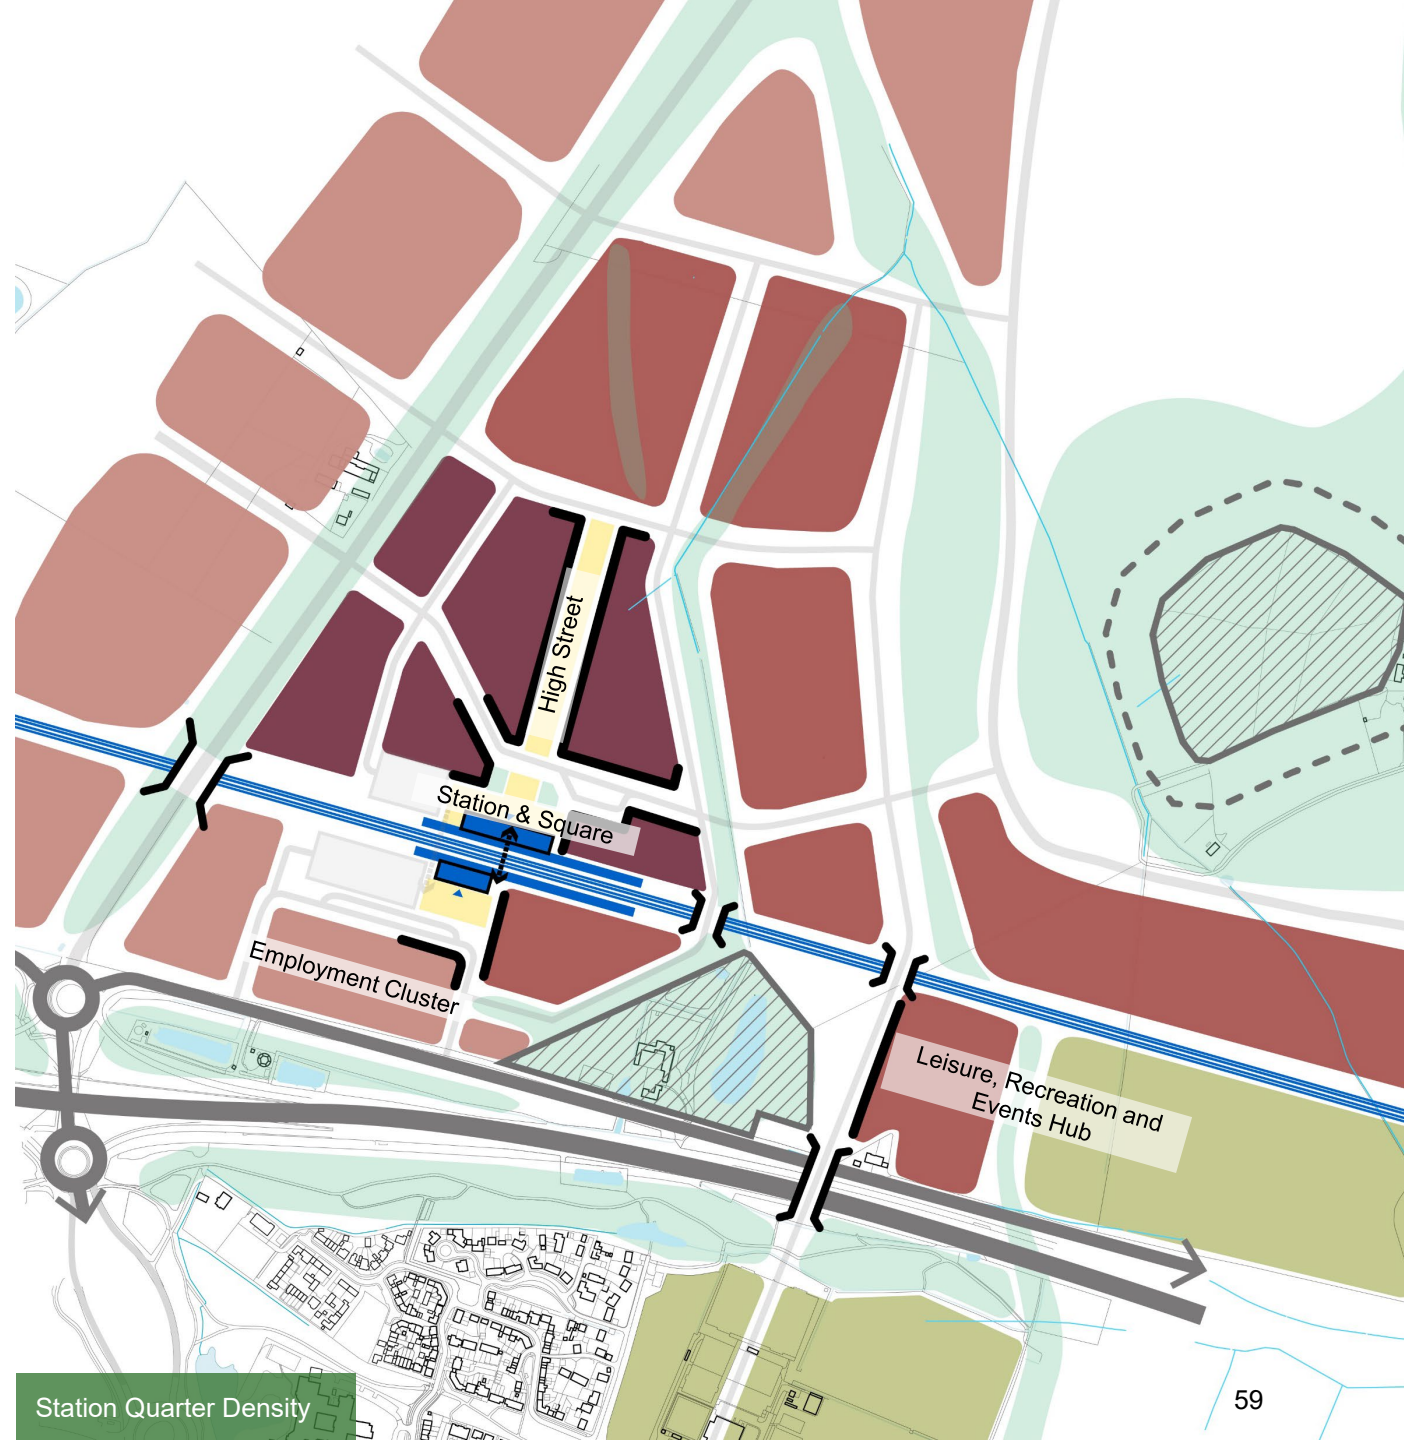 High Street
Station & Square
Employment Cluster
Leisure, Recreation and
Events Hub
Station Quarter Density
59